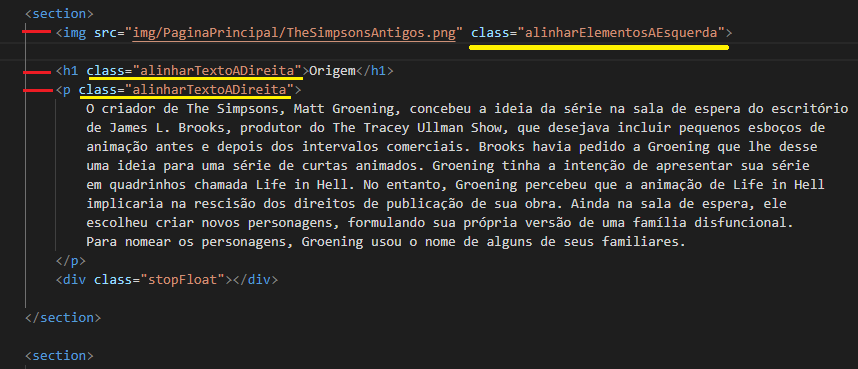 <section>
<img src="img/PaginaPrincipal/TheSimpsonsAntigos.png" class="alinharElementosAEsquerda">
<h1 class="alinharTextoADireita">Origem</h1>
<p class="alinharTextoADireita">
O criador de The Simpsons, Matt Groening, concebeu a ideia da série na sala de espera do escritório
de James L. Brooks, produtor do The Tracey Ullman Show, que desejava incluir pequenos esboços de
animação antes e depois dos intervalos comerciais. Brooks havia pedido a Groening que lhe desse
uma ideia para uma série de curtas animados. Groening tinha a intenção de apresentar sua série
em quadrinhos chamada Life in Hell. No entanto, Groening percebeu que a animação de Life in Hell
implicaria na rescisão dos direitos de publicação de sua obra. Ainda na sala de espera, ele
escolheu criar novos personagens, formulando sua própria versão de uma família disfuncional.
Para nomear os personagens, Groening usou o nome de alguns de seus familiares.
</p>
<div class="stopFloat"></div>
</section>
<section>